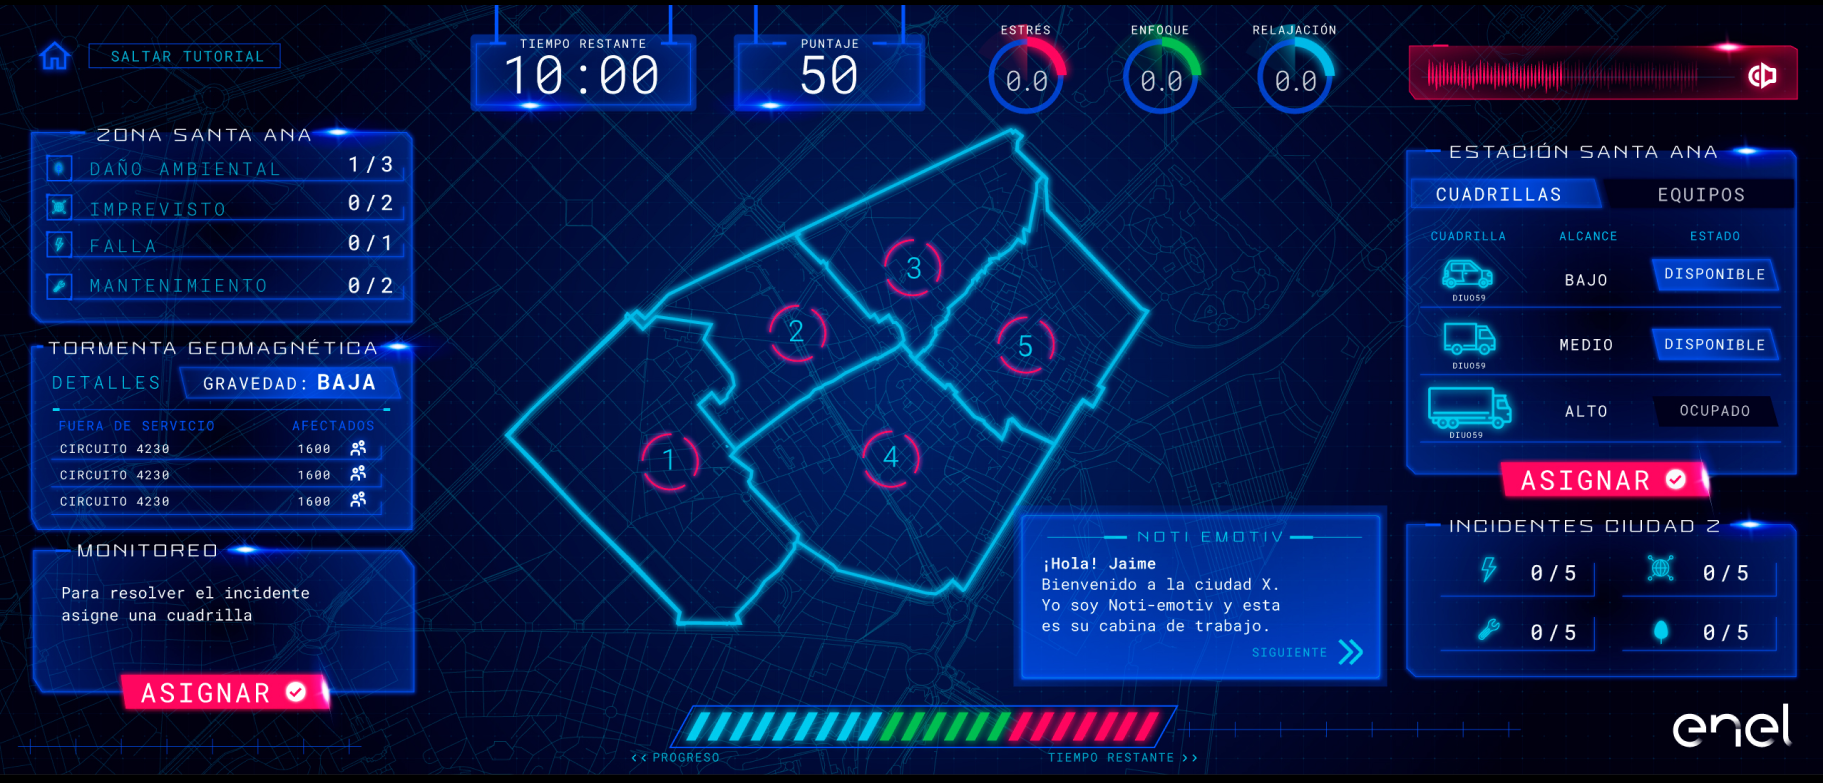 SALTAR TUTORIAL
TIEMPO RESTANTE
10:00
PUNTAJE
50
ESTRÉS
0.0
ENFOQUE
0.0
RELAJACIÓN
0.0
ZONA SANTA ANA
DAÑO AMBIENTAL 1/3
IMPREVISTO 0/2
FALLA 0/1
MANTENIMIENTO 0/2
TORMENTA GEOMAGNÉTICA
DETALLES GRAVEDAD: BAJA
FUERA DE SERVICIO AFECTADOS
CIRCUITO 4230 1600
CIRCUITO 4230 1600
CIRCUITO 4230 1600
MONITOREO
Para resolver el incidente
asigne una cuadrilla
ASIGNAR
3
2
5
1
4
NOTI EMOTIV
¡Hola! Jaime
Bienvenido a la ciudad X.
Yo soy Noti-emotiv y esta
es su cabina de trabajo.
SIGUIENTE
<< PROGRESO
TIEMPO RESTANTE >>
ESTACIÓN SANTA ANA
CUADRILLAS EQUIPOS
CUADRILLA ALCANCE ESTADO
BAJO DISPONIBLE
DIU059
MEDIO DISPONIBLE
DIU059
ALTO OCUPADO
DIU059
ASIGNAR
INCIDENTES CIUDAD Z
0/5 0/5
0/5 0/5
enel